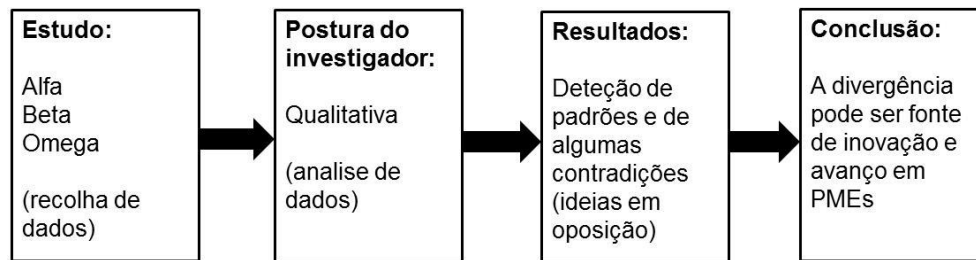 Estudo:
Alfa
Beta
Omega
(recolha de
dados)
Postura do
investigador:
Qualitativa
(analise de
dados)
Resultados:
Deteção de
padrões e de
algumas
contradições
(ideias em
oposição)
Conclusão:
A divergência
pode ser fonte
de inovação e
avanço em
PMEs